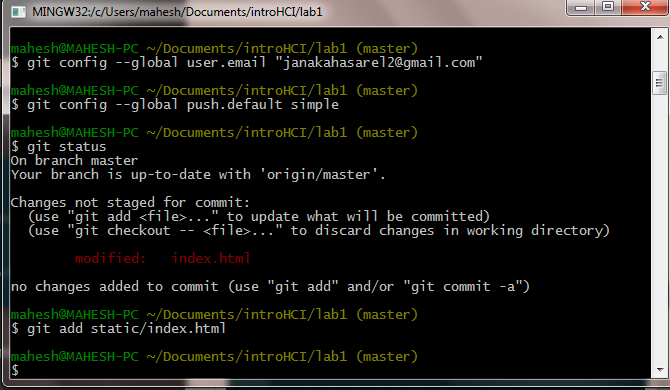 MINGW32:/c/Users/mahesh/Documents/introHCI/lab1
mahesh@MAHESH-PC ~/Documents/introHCI/lab1 (master)
$ git config --global user.email "janakahasarel2@gmail.com"
mahesh@MAHESH-PC ~/Documents/introHCI/lab1 (master)
$ git config --global push.default simple
mahesh@MAHESH-PC ~/Documents/introHCI/lab1 (master)
$ git status
On branch master
Your branch is up-to-date with 'origin/master'.
Changes not staged for commit:
(use "git add <file>..." to update what will be committed)
(use "git checkout -- <file>..." to discard changes in working directory)
modified: index.html
no changes added to commit (use "git add" and/or "git commit -a")
mahesh@MAHESH-PC ~/Documents/introHCI/lab1 (master)
$ git add static/index.html
mahesh@MAHESH-PC ~/Documents/introHCI/lab1 (master)
$